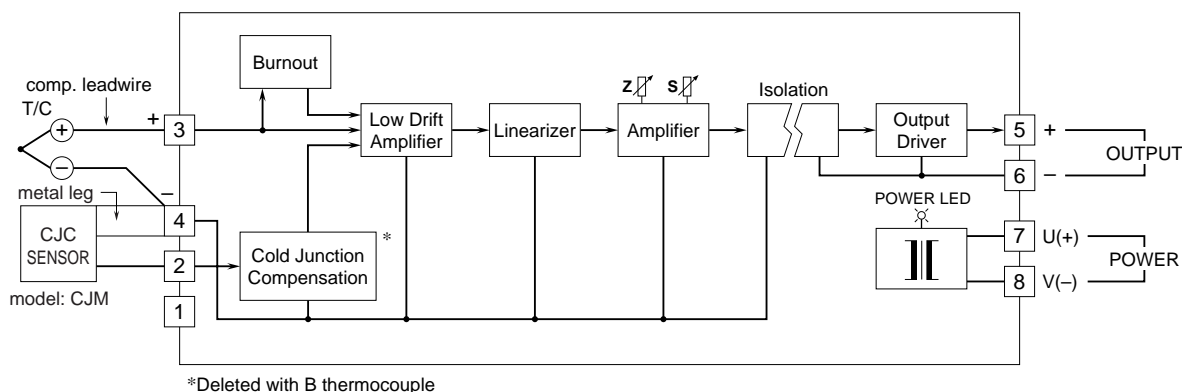 Burnout
comp. leadwire
T/C
+
+
3
−
−
metal leg
CJC
SENSOR
4
2
model: CJM
1
Low Drift
Amplifier
Linearizer
Z
S
Amplifier
Isolation
Output
Driver
5
+
OUTPUT
6
−
POWER LED
7
U(+)
POWER
8
V(−)
Cold Junction
Compensation
*
*Deleted with B thermocouple